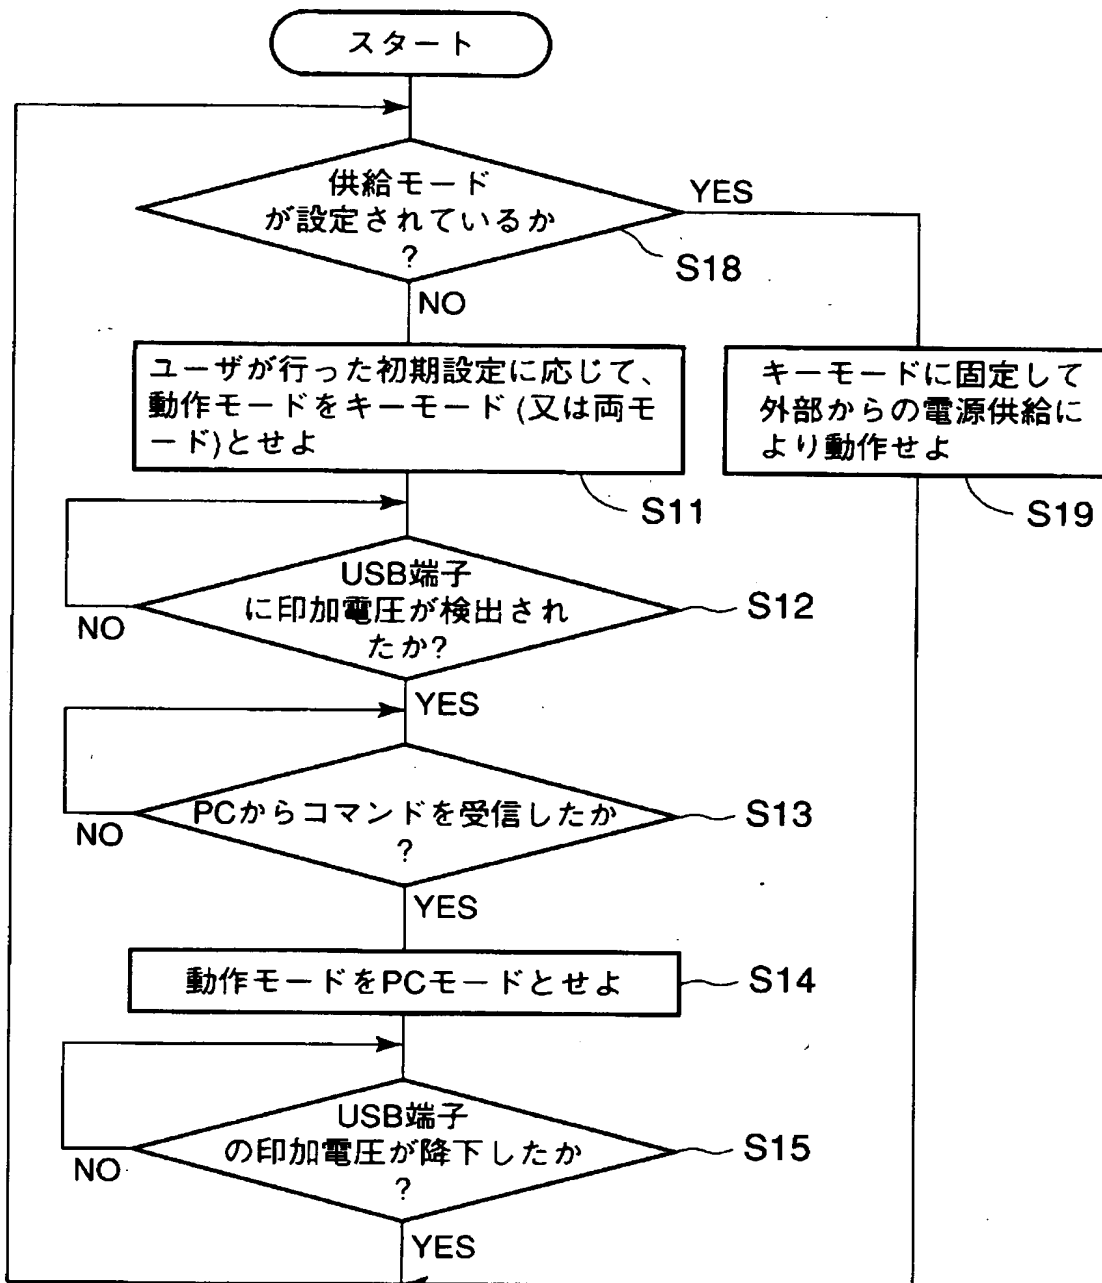 スタート
供給モード
が設定されているか
?
YES
S18
NO
ユーザが行った初期設定に応じて、
動作モードをキーモード(又は両モ
ード)とせよ
S11
キーモードに固定して
外部からの電源供給に
より動作せよ
S19
USB端子
に印加電圧が検出され
たか?
S12
NO
YES
PCからコマンドを受信したか
?
S13
NO
YES
動作モードをPCモードとせよ
S14
USB端子
の印加電圧が降下したか
?
S15
NO
YES